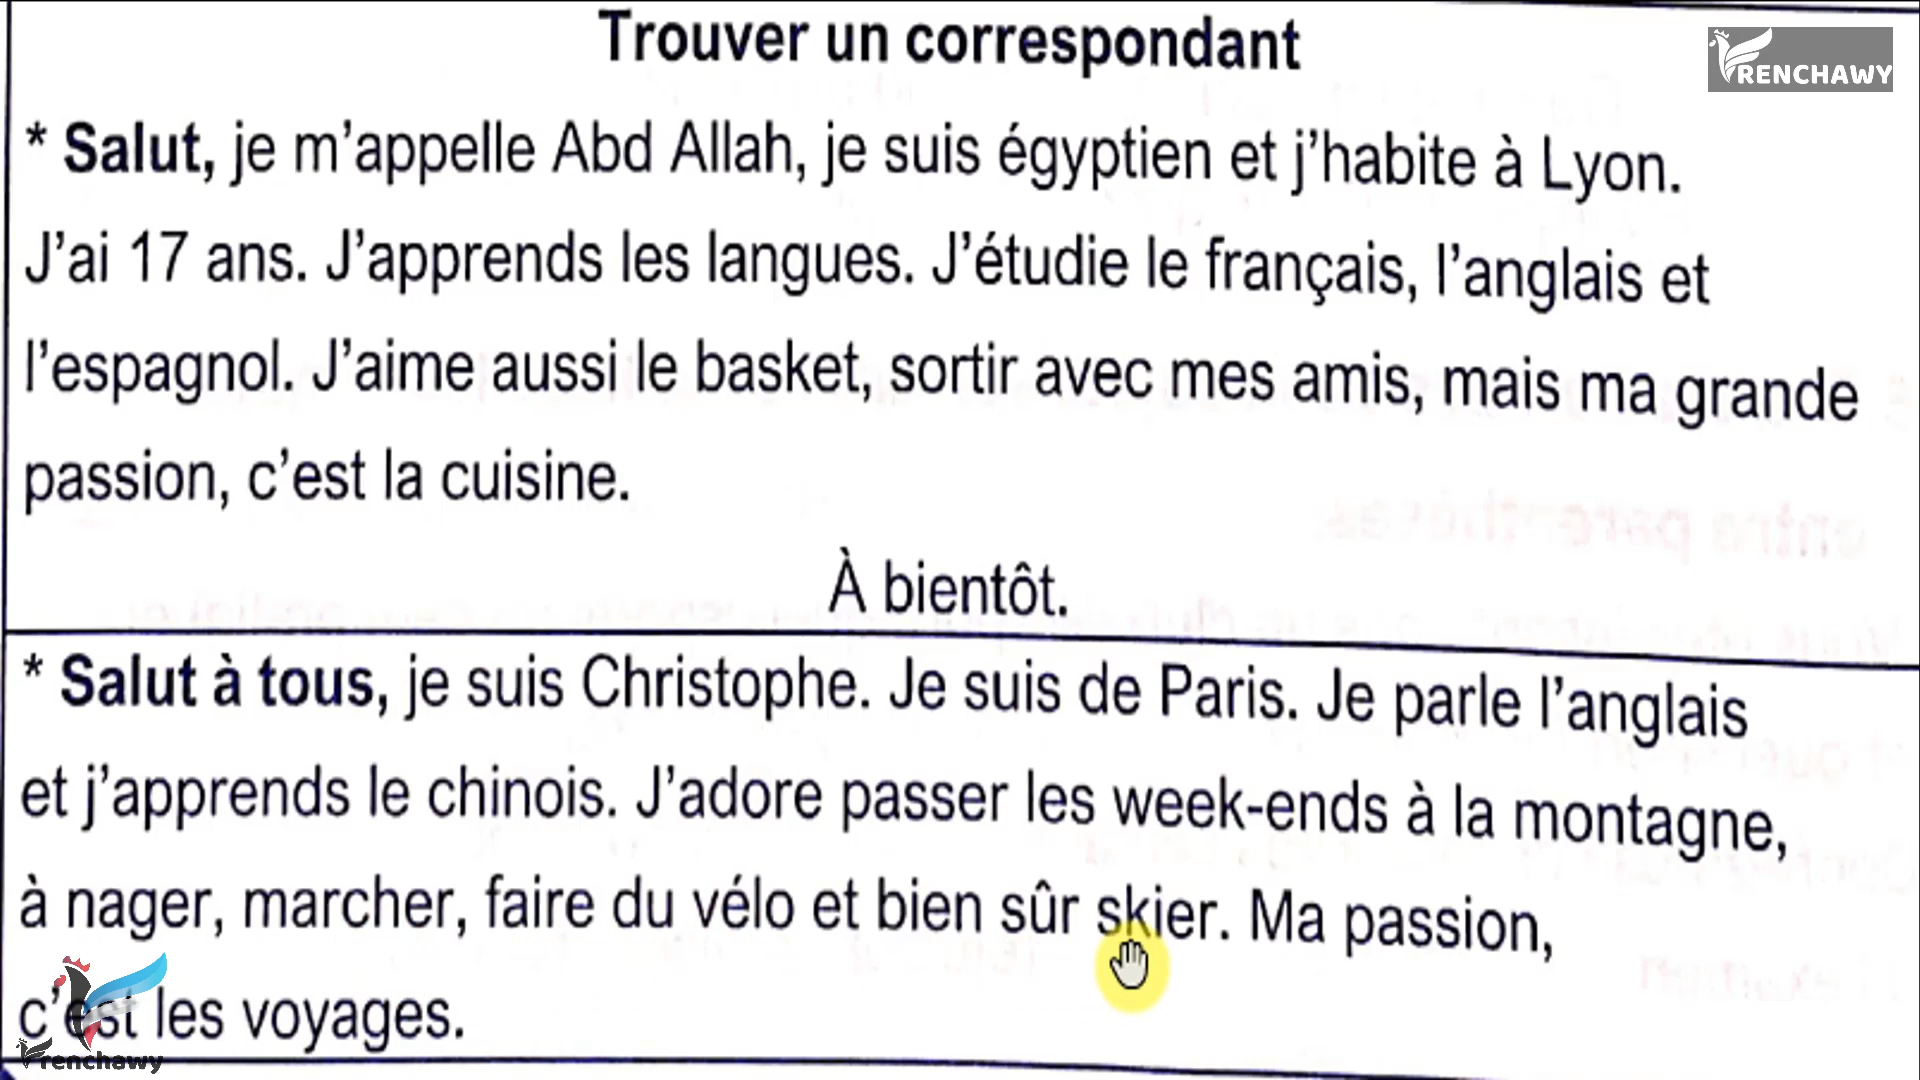 Trouver un correspondant
RENCHAWY
* Salut, je m'appelle Abd Allah, je suis égyptien et j'habite à Lyon.
J'ai 17 ans. J'apprends les langues. J'étudie le français, l'anglais et
l'espagnol. J'aime aussi le basket, sortir avec mes amis, mais ma grande
passion, c'est la cuisine.
À bientôt.
* Salut à tous, je suis Christophe. Je suis de Paris. Je parle l'anglais
et j'apprends le chinois. J'adore passer les week-ends à la montagne,
à nager, marcher, faire du vélo et bien sûr skier. Ma passion,
c'est les voyages.
Frenchawy